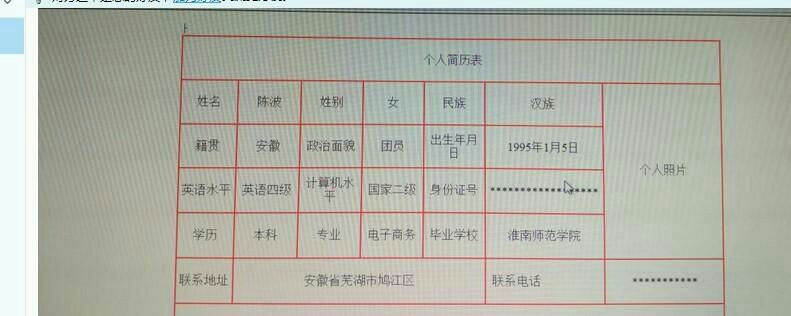 个人简历表
姓名 陈波 姓别 女 民族 汉族
籍贯 安徽 政治面貌 团员 出生年月日 1995年1月5日 个人照片
英语水平 英语四级 计算机水平 国家二级 身份证号 ******************
学历 本科 专业 电子商务 毕业学校 淮南师范学院
联系地址 安徽省芜湖市鸠江区 联系电话 ***********